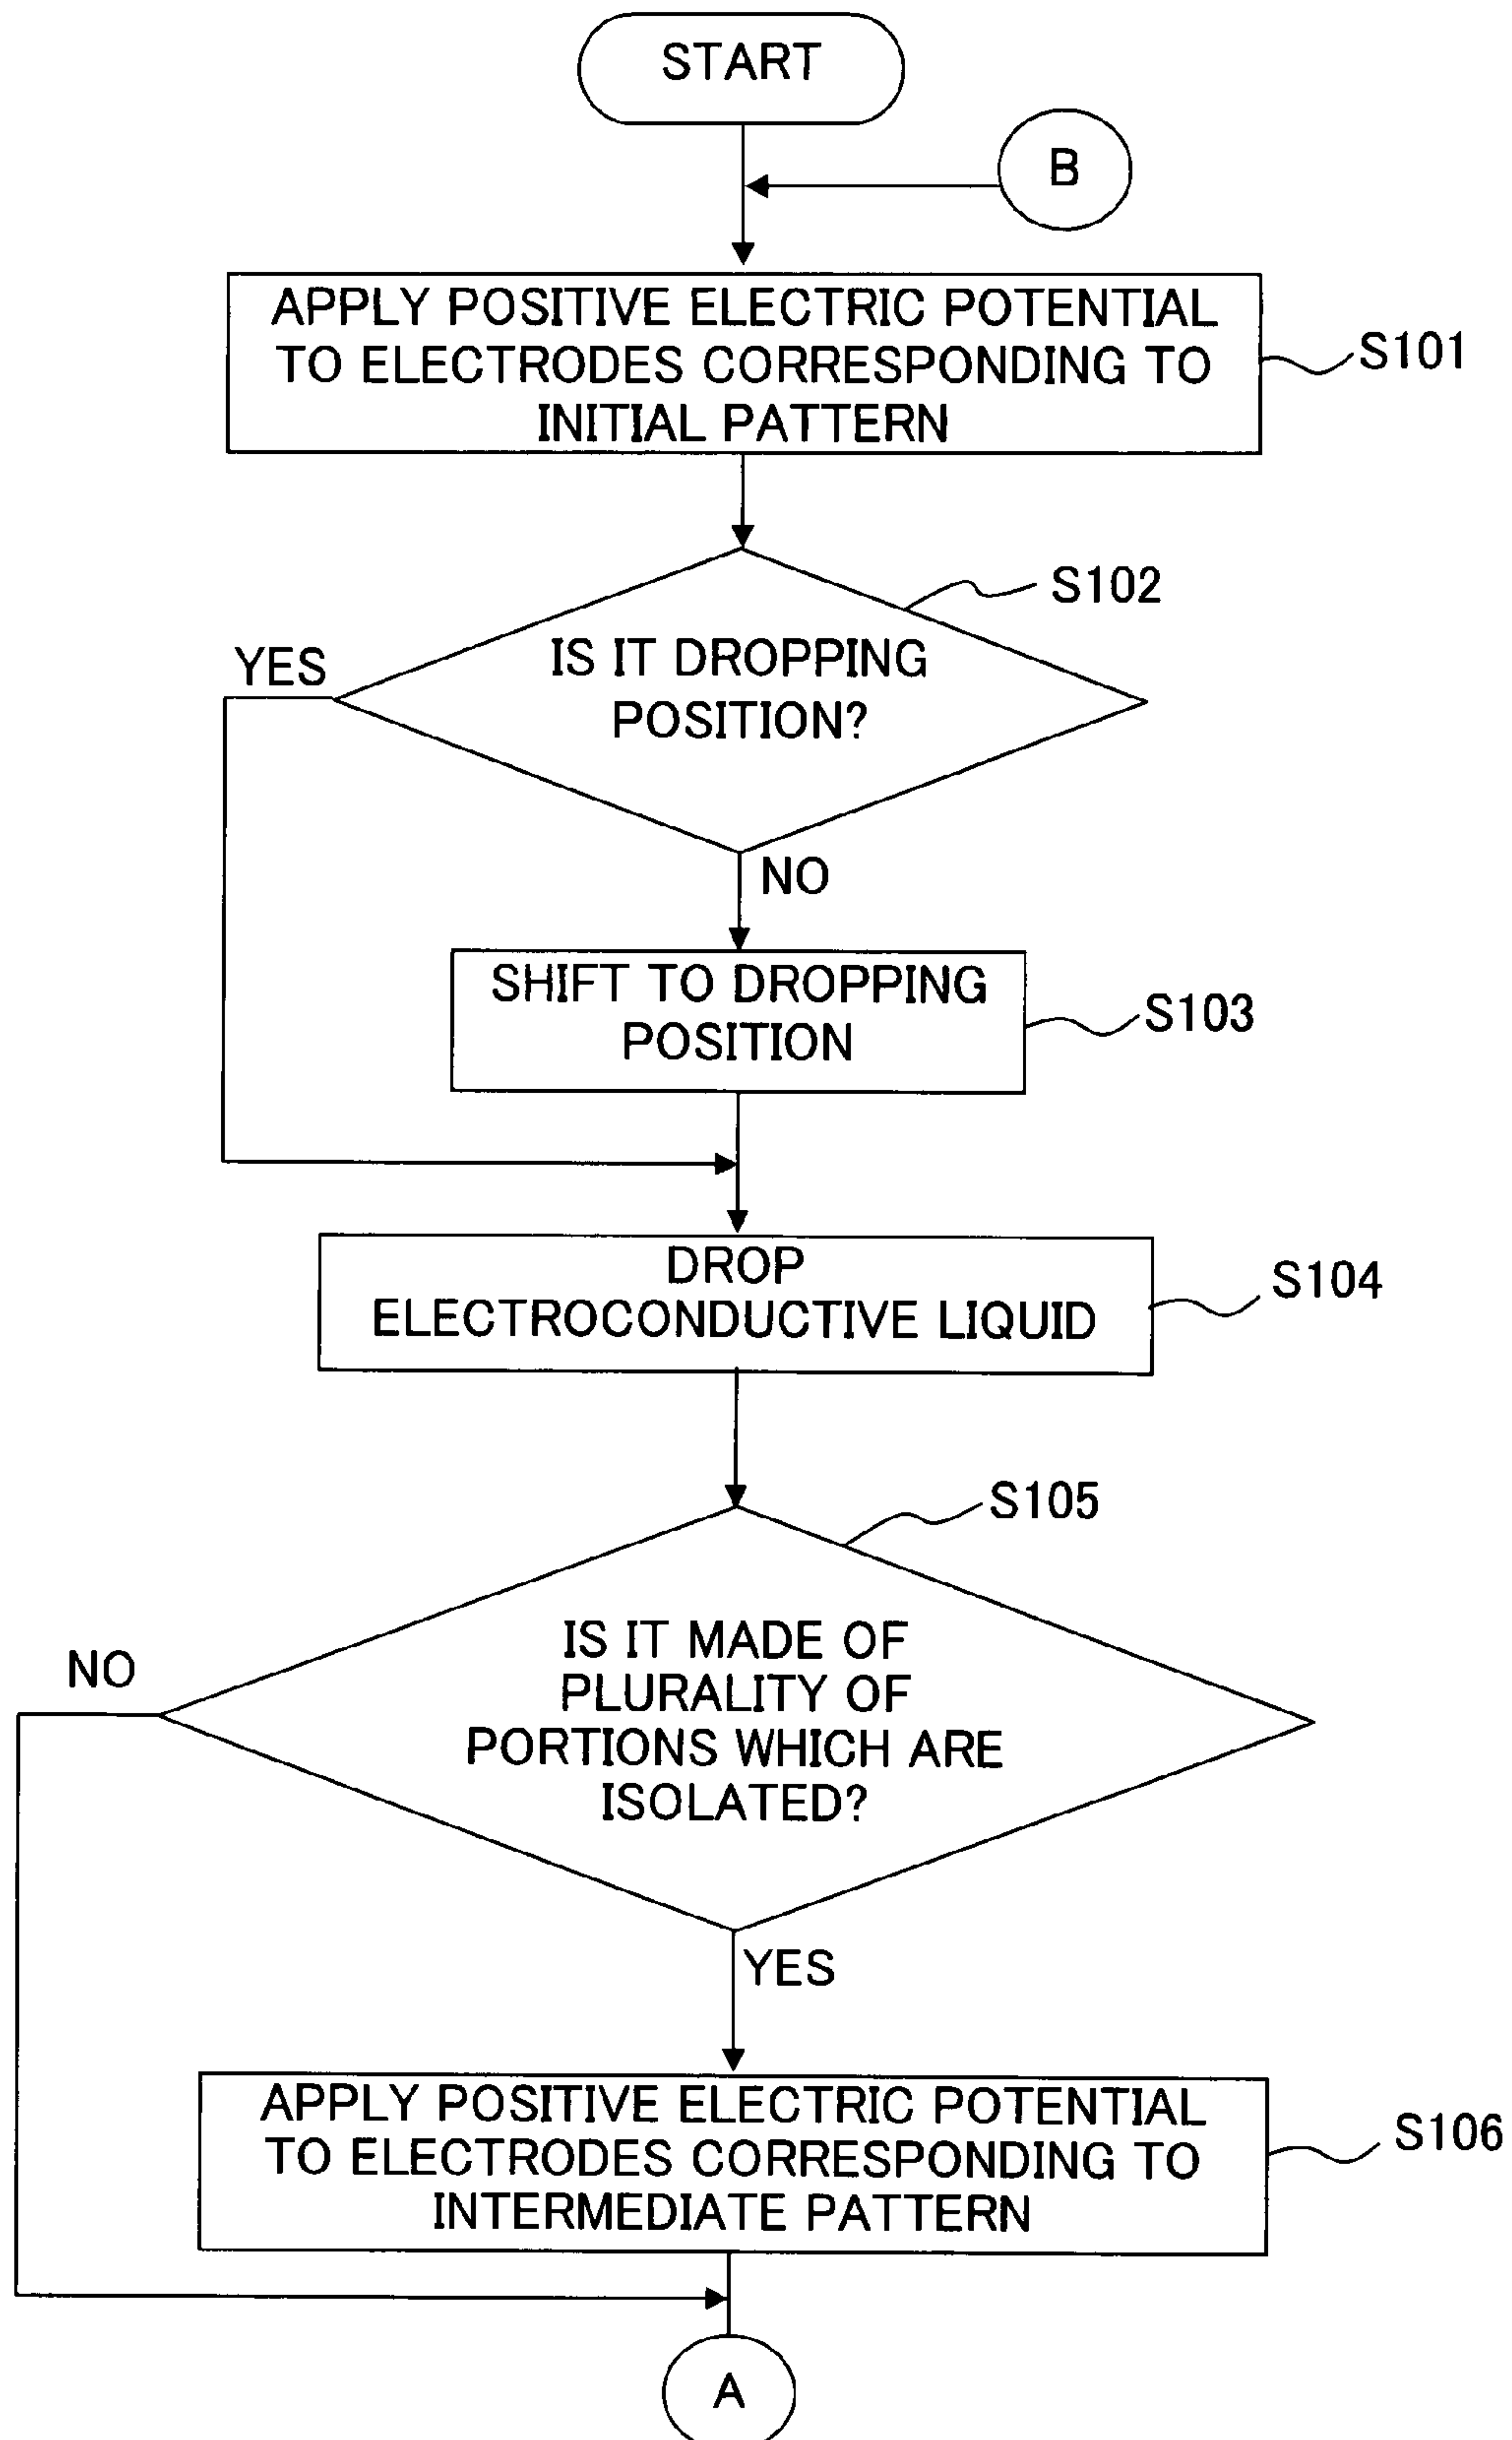 START
B
APPLY POSITIVE ELECTRIC POTENTIAL
TO ELECTRODES CORRESPONDING TO
INITIAL PATTERN
S101
S102
YES
IS IT DROPPING
POSITION?
NO
SHIFT TO DROPPING
POSITION
S103
DROP
ELECTROCONDUCTIVE LIQUID
S104
S105
NO
IS IT MADE OF
PLURALITY OF
PORTIONS WHICH ARE
ISOLATED?
YES
APPLY POSITIVE ELECTRIC POTENTIAL
TO ELECTRODES CORRESPONDING TO
INTERMEDIATE PATTERN
S106
A